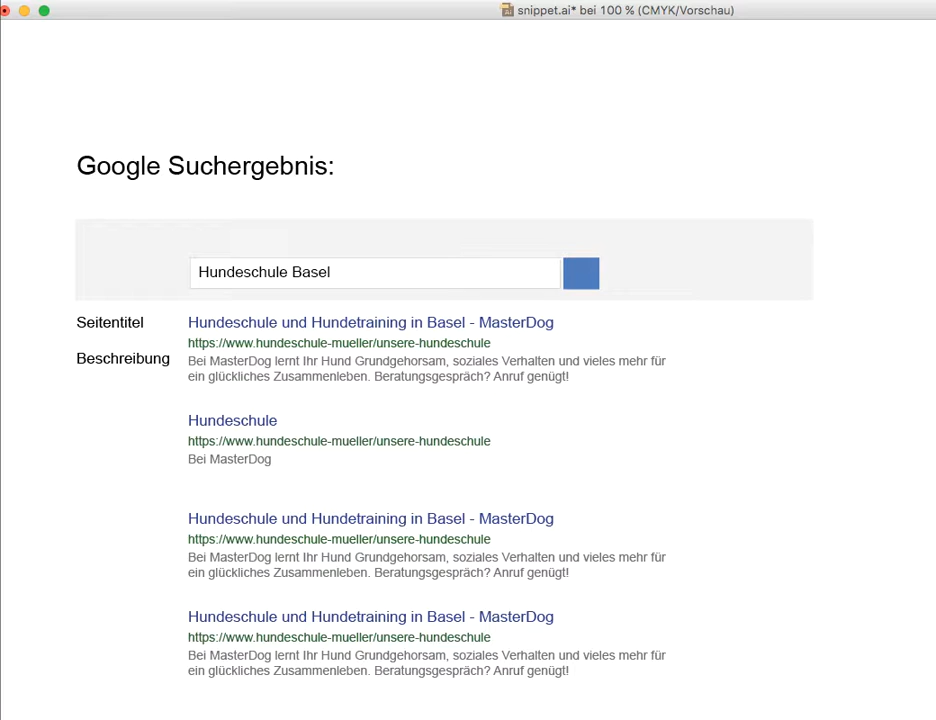 snippet.ai* bei 100 % (CMYK/Vorschau)
Google Suchergebnis:
Hundeschule Basel
Seitentitel
Hundeschule und Hundetraining in Basel - MasterDog
https://www.hundeschule-mueller/unsere-hundeschule
Beschreibung
Bei MasterDog lernt Ihr Hund Grundgehorsam, soziales Verhalten und vieles mehr für
ein glückliches Zusammenleben. Beratungsgespräch? Anruf genügt!
Hundeschule
https://www.hundeschule-mueller/unsere-hundeschule
Bei MasterDog
Hundeschule und Hundetraining in Basel - MasterDog
https://www.hundeschule-mueller/unsere-hundeschule
Bei MasterDog lernt Ihr Hund Grundgehorsam, soziales Verhalten und vieles mehr für
ein glückliches Zusammenleben. Beratungsgespräch? Anruf genügt!
Hundeschule und Hundetraining in Basel - MasterDog
https://www.hundeschule-mueller/unsere-hundeschule
Bei MasterDog lernt Ihr Hund Grundgehorsam, soziales Verhalten und vieles mehr für
ein glückliches Zusammenleben. Beratungsgespräch? Anruf genügt!